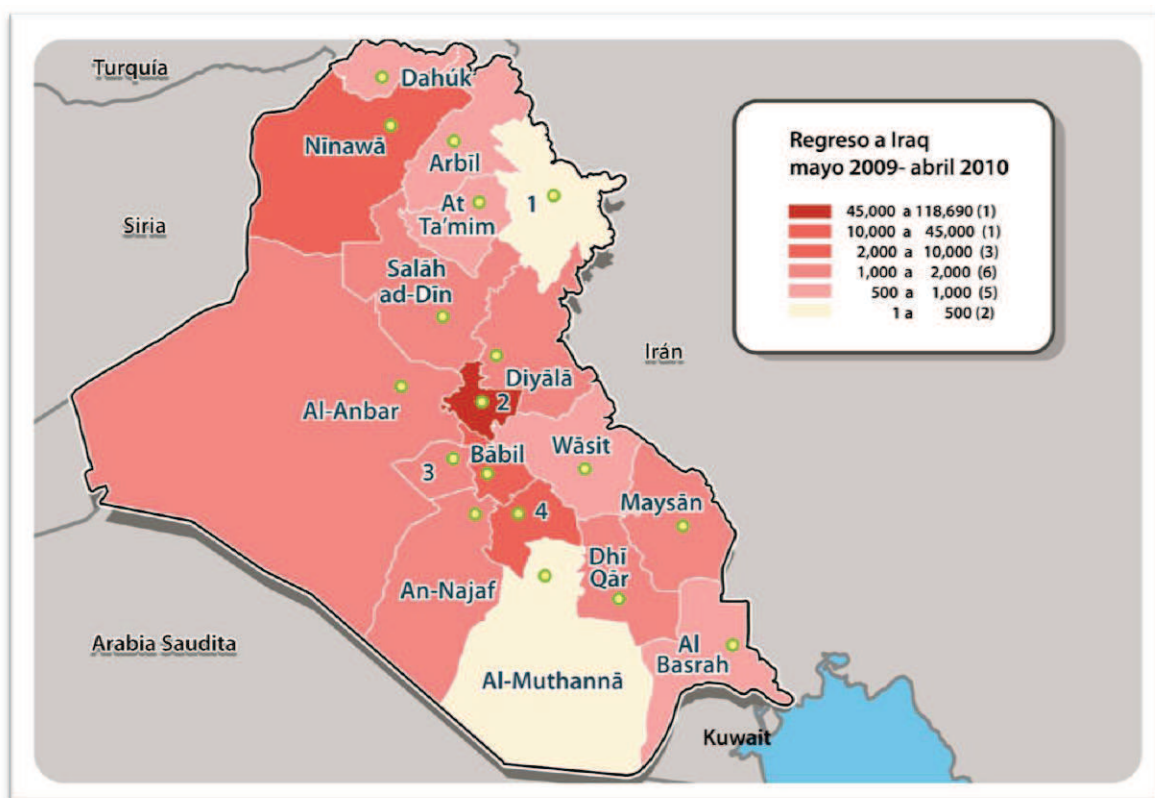 Turquía
Dahúk
Nīnawā
Arbīl
At
Ta'mim
1
Siria
Salāh
ad-Dīn
Irán
Diyālā
Al-Anbar
2
Bābil
Wāsit
3
4
Maysān
Dhī
Qār
An-Najaf
Arabia Saudita
Al
Basrah
Al-Muthannā
Kuwait
Regreso a Iraq
mayo 2009- abril 2010
45,000 a 118,690 (1)
10,000 a 45,000 (1)
2,000 a 10,000 (3)
1,000 a 2,000 (6)
500 a 1,000 (5)
1 a 500 (2)